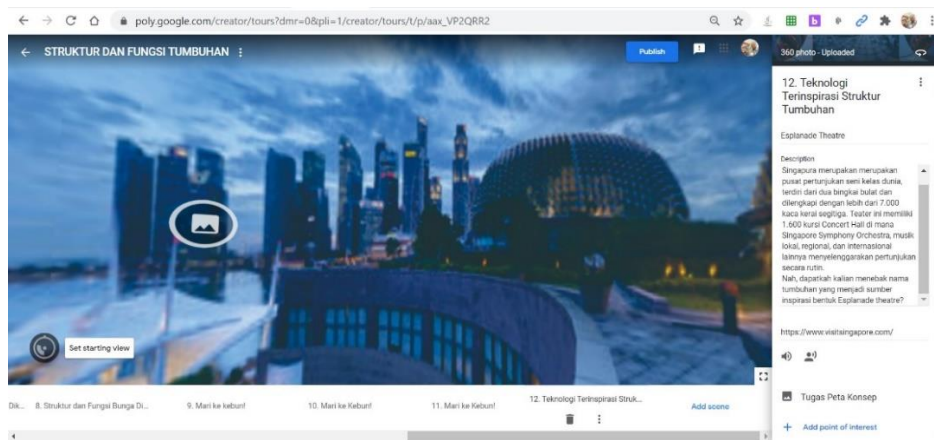 poly.google.com/creator/tours?dmr=0&pli=1/creator/tours/t/p/aax_VP2QRR2
STRUKTUR DAN FUNGSI TUMBUHAN
Publish
360 photo - Uploaded
12. Teknologi
Terinspirasi Struktur
Tumbuhan
Esplanade Theatre
Description
Singapura merupakan merupakan
pusat pertunjukan seni kelas dunia,
terdiri dari dua bingkai bulat dan
dilengkapi dengan lebih dari 7.000
kaca kerai segitiga. Teater ini memiliki
1.600 kursi Concert Hall di mana
Singapore Symphony Orchestra, musik
lokal, regional, dan internasional
lainnya menyelenggarakan pertunjukan
secara rutin.
Nah, dapatkah kalian menebak nama
tumbuhan yang menjadi sumber
inspirasi bentuk Esplanade theatre?
https://www.visitsingapore.com/
Set starting view
Dik...
8. Struktur dan Fungsi Bunga Di...
9. Mari ke kebun!
10. Mari ke Kebun!
11. Mari ke Kebun!
12. Teknologi Terinspirasi Struk...
Add scene
Tugas Peta Konsep
+ Add point of interest